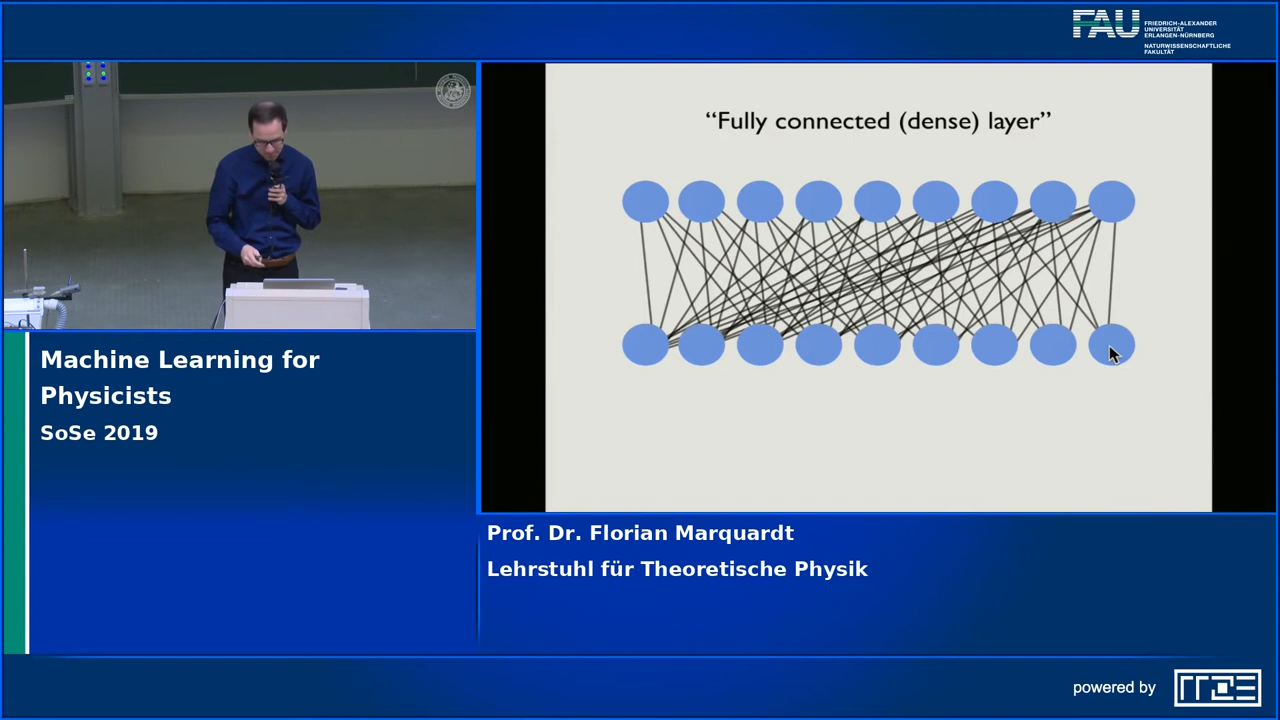 FAU
FRIEDRICH-ALEXANDER
UNIVERSITÄT
ERLANGEN-NÜRNBERG
NATURWISSENSCHAFTLICHE
FAKULTÄT
“Fully connected (dense) layer”
Machine Learning for
Physicists
SoSe 2019
Prof. Dr. Florian Marquardt
Lehrstuhl für Theoretische Physik
powered by